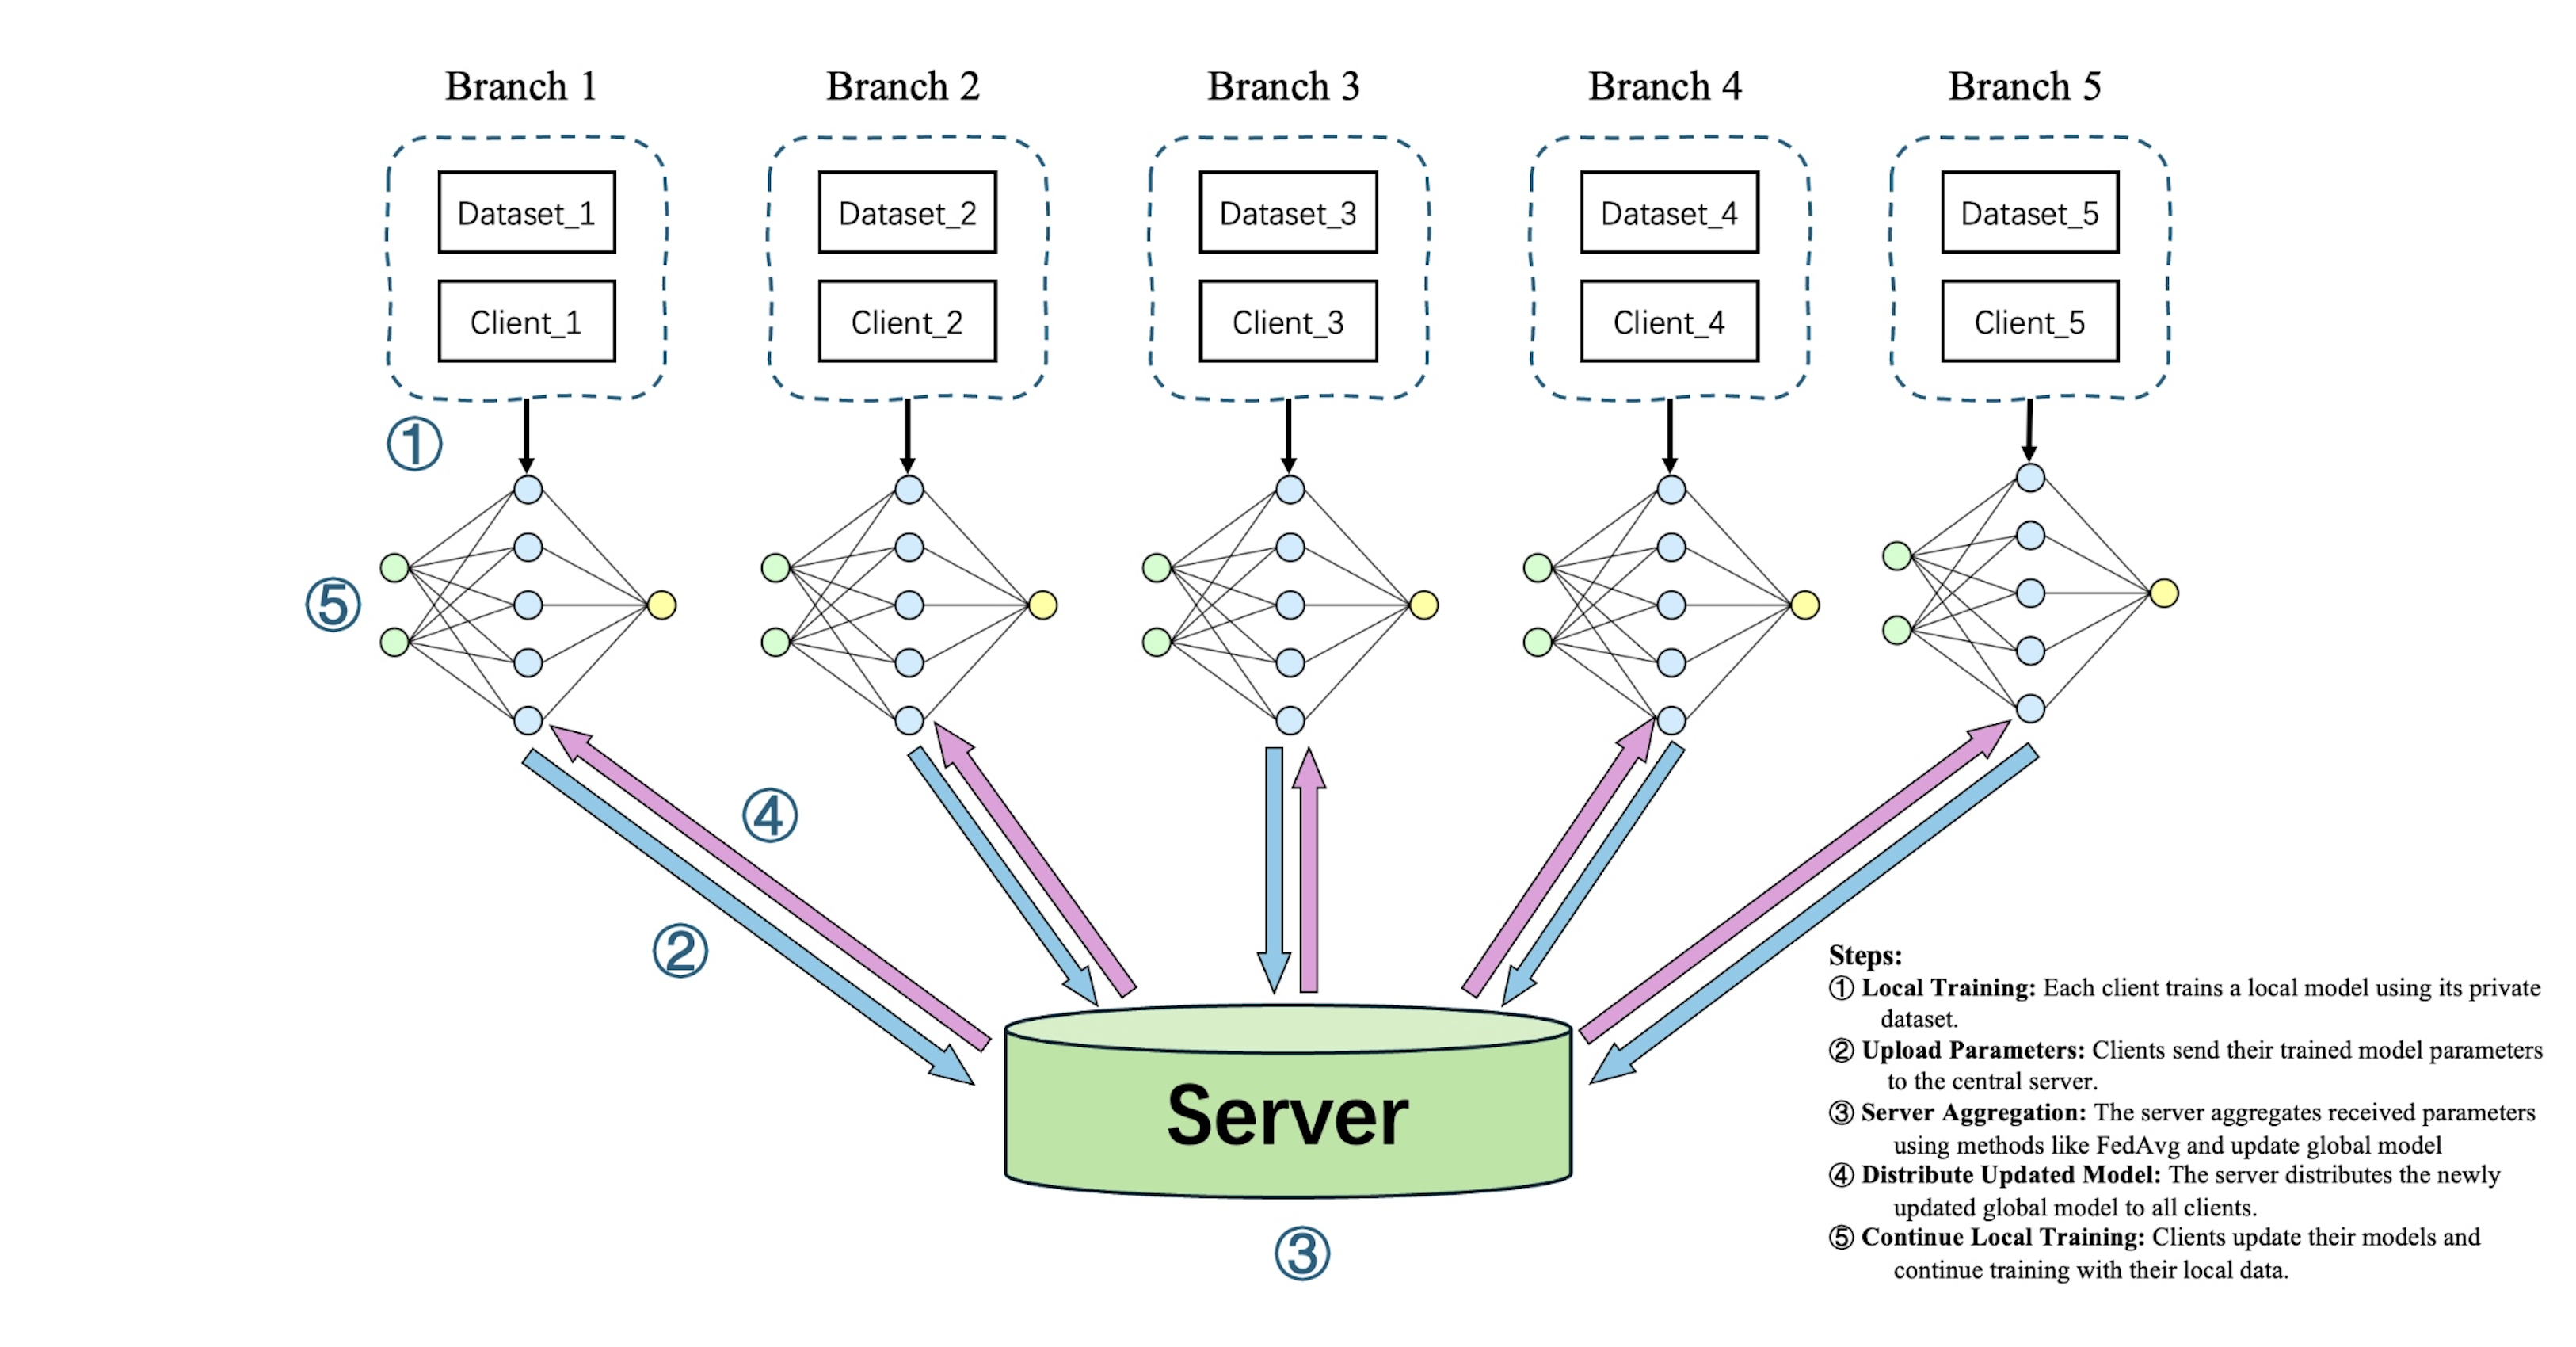 Branch 1
Branch 2
Branch 3
Branch 4
Branch 5
Dataset_1
Dataset_2
Dataset_3
Dataset_4
Dataset_5
Client_1
Client_2
Client_3
Client_4
Client_5
①
⑤
④
②
Server
③
Steps:
① Local Training: Each client trains a local model using its private
dataset.
② Upload Parameters: Clients send their trained model parameters
to the central server.
③ Server Aggregation: The server aggregates received parameters
using methods like FedAvg and update global model
④ Distribute Updated Model: The server distributes the newly
updated global model to all clients.
⑤ Continue Local Training: Clients update their models and
continue training with their local data.